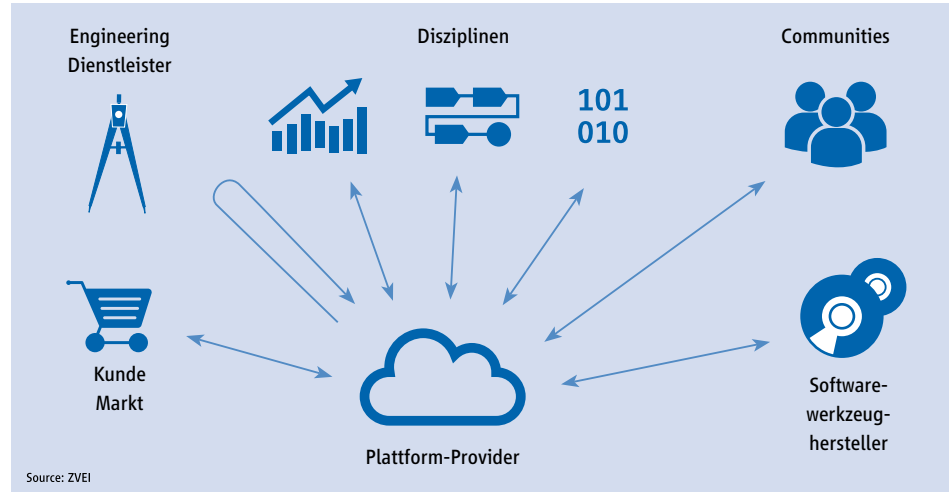 Engineering
Dienstleister
Disziplinen
Communities
101
010
Kunde
Markt
Software-
werkzeug-
hersteller
Plattform-Provider
Source: ZVEI